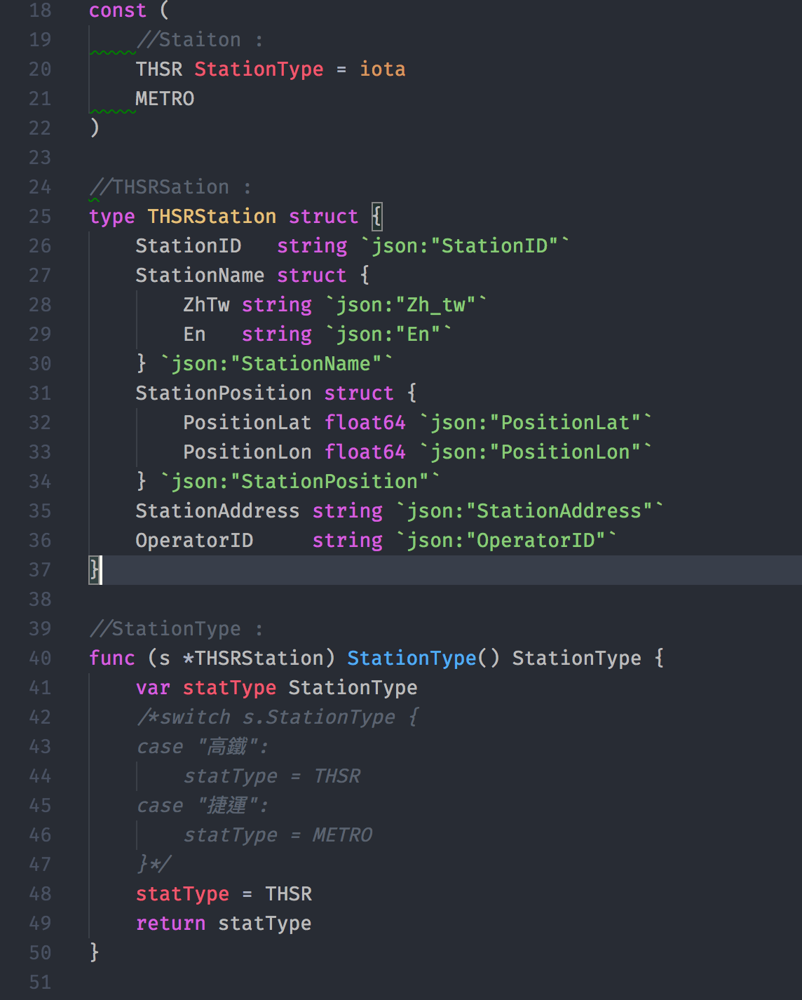 18 const (
19 //Staiton :
20 THSR StationType = iota
21 METRO
22 )
23
24 //THSRSation :
25 type THSRStation struct {
26 StationID   string `json:"StationID"`
27 StationName struct {
28 ZhTw string `json:"Zh_tw"`
29 En   string `json:"En"`
30 } `json:"StationName"`
31 StationPosition struct {
32 PositionLat float64 `json:"PositionLat"`
33 PositionLon float64 `json:"PositionLon"`
34 } `json:"StationPosition"`
35 StationAddress string `json:"StationAddress"`
36 OperatorID     string `json:"OperatorID"`
37 }
38
39 //StationType :
40 func (s *THSRStation) StationType() StationType {
41 var statType StationType
42 /*switch s.StationType {
43 case "高鐵":
44 statType = THSR
45 case "捷運":
46 statType = METRO
47 }*/
48 statType = THSR
49 return statType
50 }
51